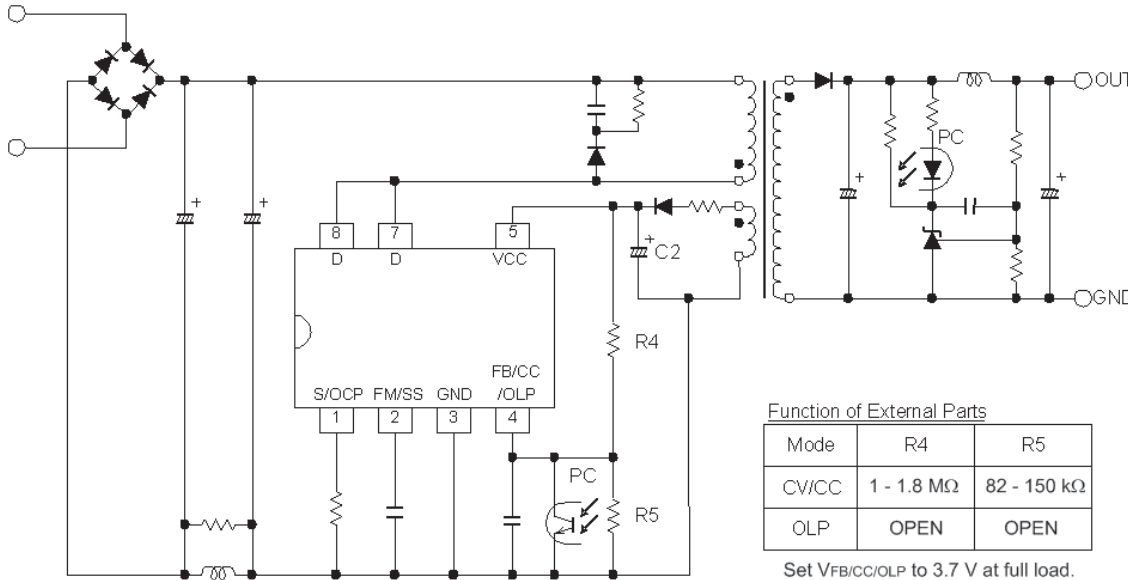 OUT
PC
8
7
5
D
D
VCC
+
+
+
C2
+
+
GND
R4
FB/CC
S/OCP
FM/SS
GND
/OLP
1
2
3
4
PC
R5
Function of External Parts
Mode R4 R5
CV/CC 1 - 1.8 MΩ 82 - 150 kΩ
OLP OPEN OPEN
Set VFB/CC/OLP to 3.7 V at full load.